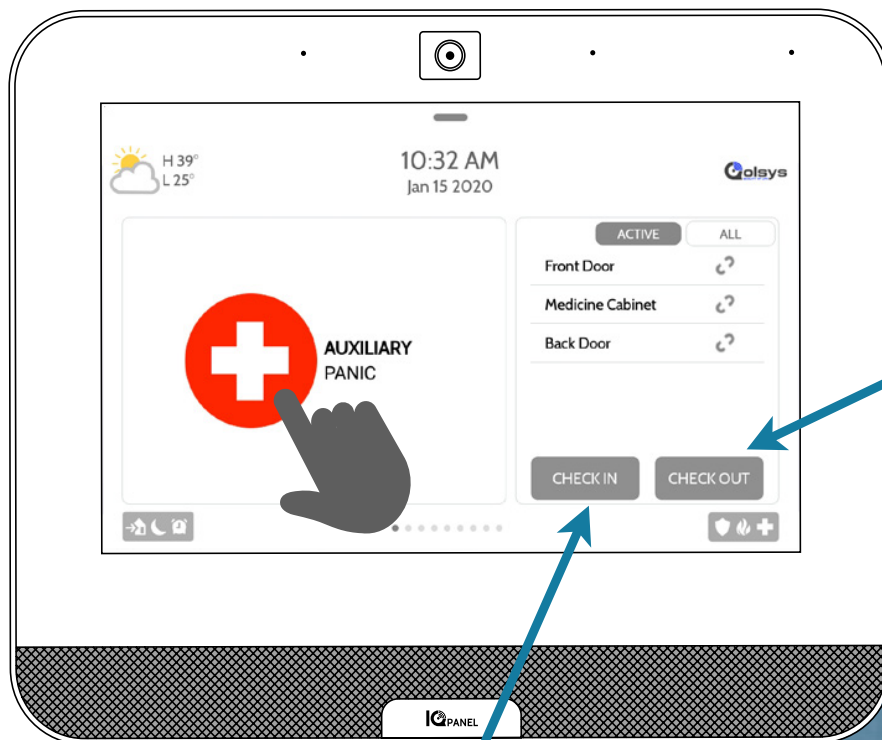 H 39°
L 25°
10:32 AM
Jan 15 2020
Qolsys
AUXILIARY
PANIC
ACTIVE
ALL
Front Door
Medicine Cabinet
Back Door
CHECK IN
CHECK OUT
IQ PANEL